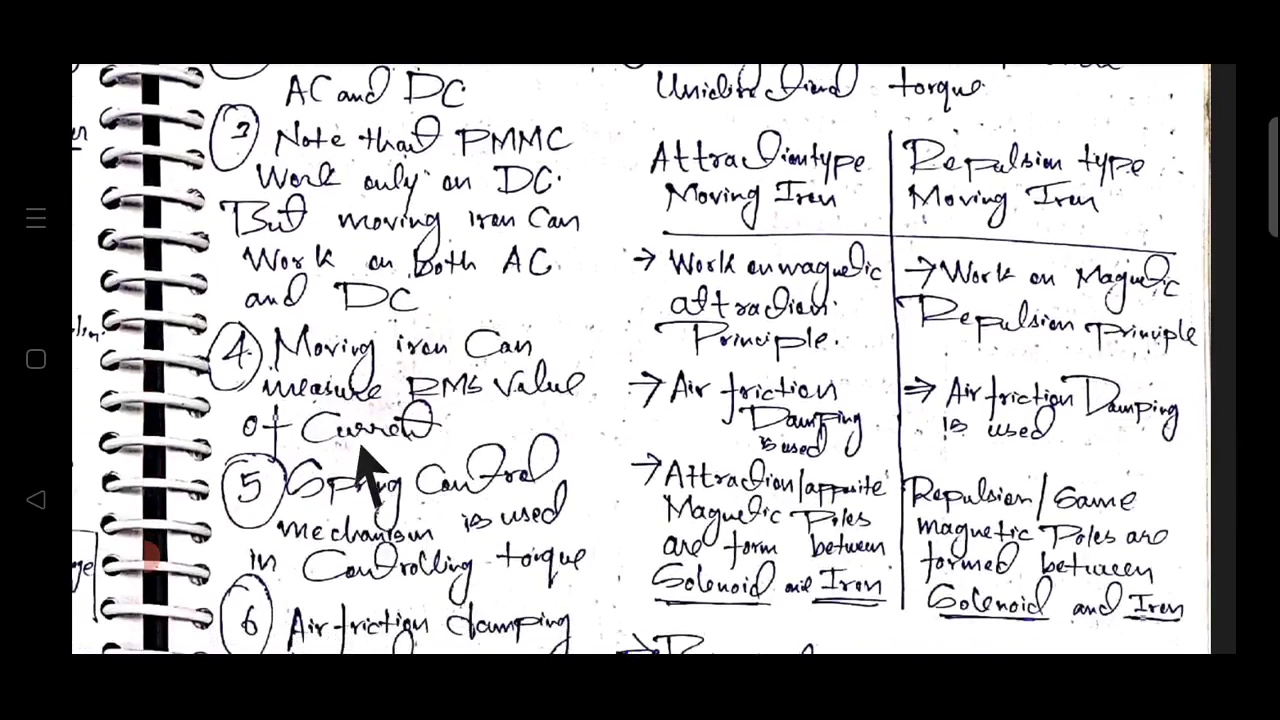 AC and DC
3 Note that PMMC
Work only on DC.
But moving iron Can
Work on both AC.
and DC
4. Moving iron Can
measure RMS Value
of Current
5 Spring Control
mechanism is used
in Controlling torque
6 Air friction damping
Unidirectional torque
Attraction type
Moving Iron
→ Work on magnetic
attraction
Principle.
→ Air friction
Damping
is used
→ Attraction/opposite
Magnetic Poles
are form between
Solenoid and Iron
Repulsion type
Moving Iron
→ Work on Magnetic
Repulsion principle
⇒ Air friction Damping
is used
Repulsion/Same
magnetic Poles are
formed between
Solenoid and Iron